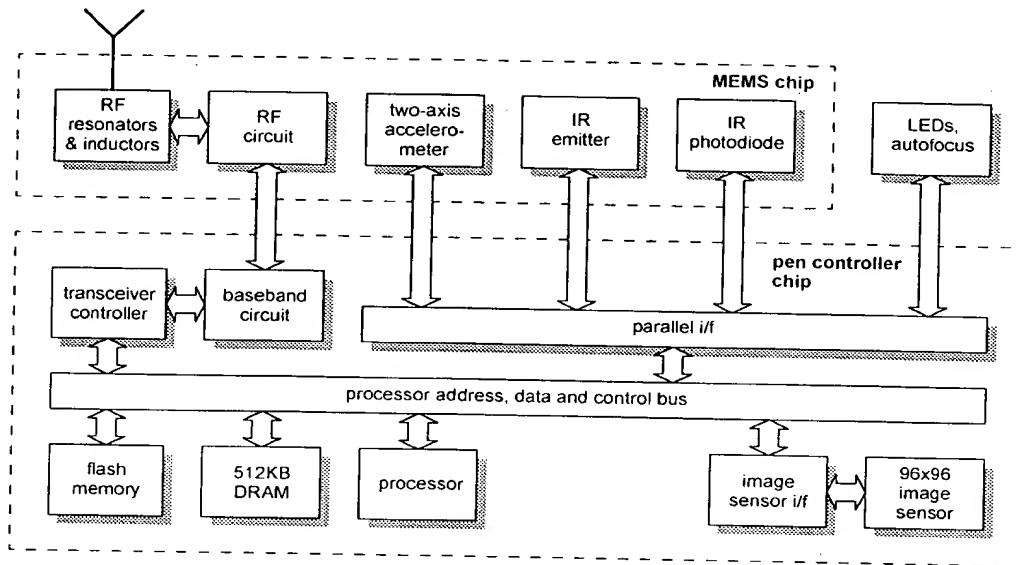 MEMS chip
RF
resonators
& inductors
RF
circuit
two-axis
accelero-
meter
IR
emitter
IR
photodiode
LEDs,
autofocus
pen controller
chip
transceiver
controller
baseband
circuit
parallel i/f
processor address, data and control bus
flash
memory
512KB
DRAM
processor
image
sensor i/f
96x96
image
sensor